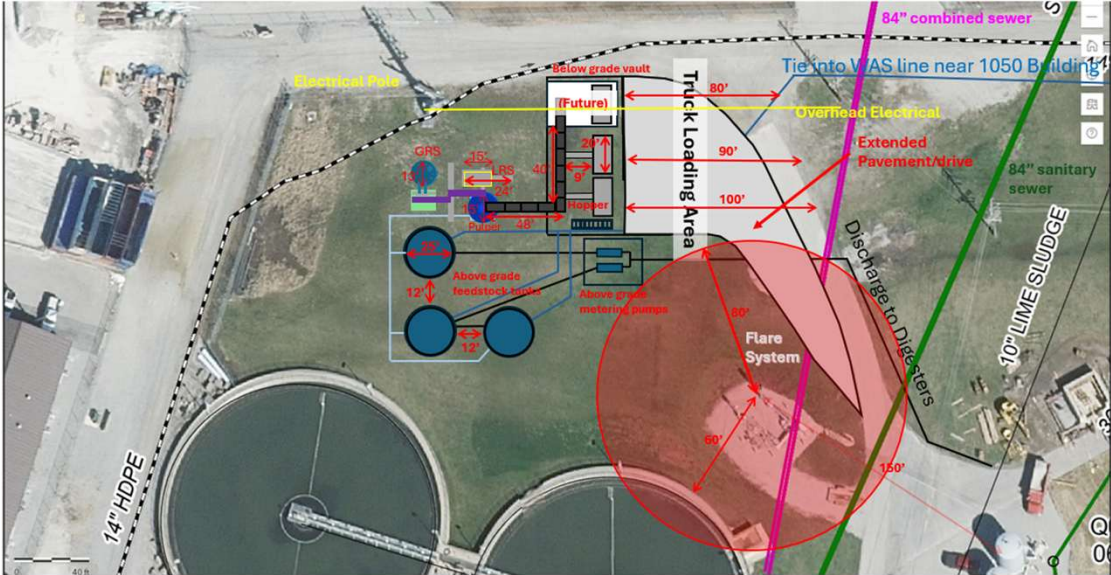 84” combined sewer
Tie into WAS line near 1050 Building
Below grade vault
Electrical Pole
(Future)
80’
Overhead Electrical
Truck Loading Area
Extended
Pavement/drive
90’
84” sanitary
sewer
GRS
15’
LRS
24’
40’
20’
9’
100’
Hopper
Pulper
48’
Discharge to Digesters
10" LIME SLUDGE
Above grade
feedstock tanks
12’
Above grade
metering pumps
80’
Flare
System
12’
60’
150’
14" HDPE
40 ft